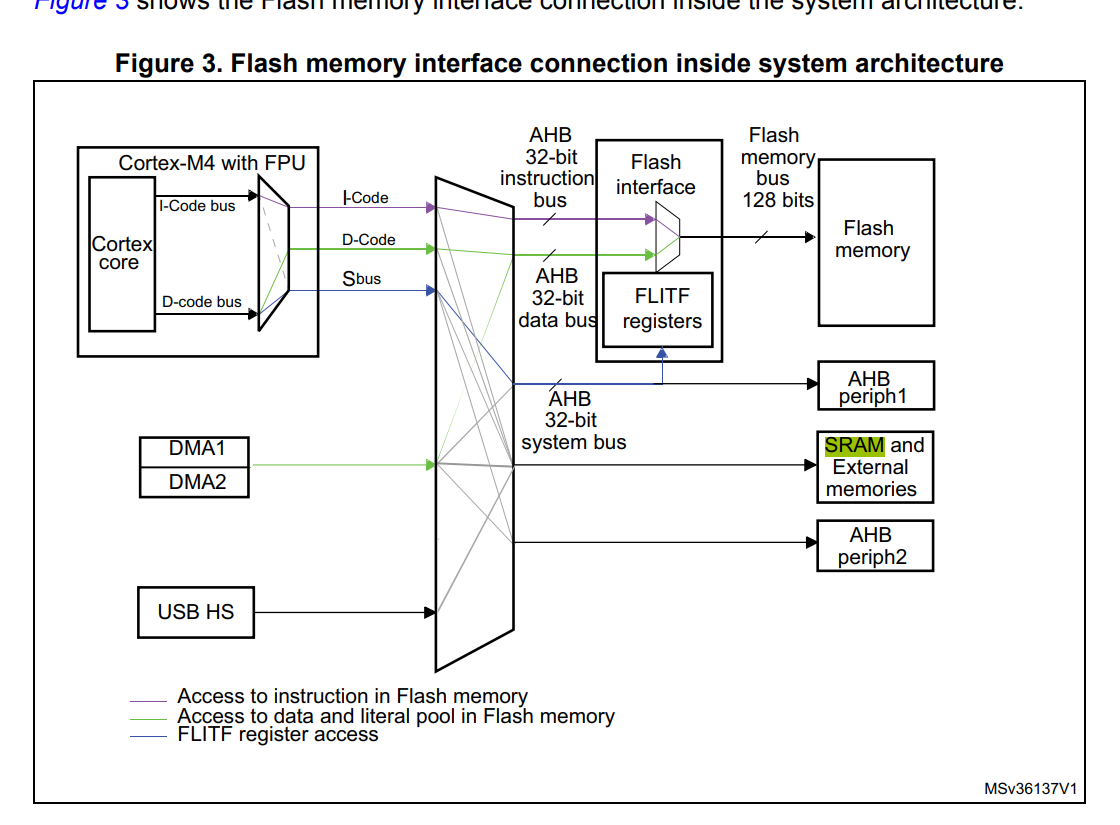 Figure 3 shows the Flash memory interface connection inside the system architecture.
Figure 3. Flash memory interface connection inside system architecture
Cortex-M4 with FPU
Cortex
core
I-Code bus
D-code bus
I-Code
D-Code
Sbus
AHB
32-bit
instruction
bus
Flash
interface
Flash
memory
bus
128 bits
Flash
memory
AHB
32-bit
data bus
FLITF
registers
AHB
32-bit
system bus
AHB
periph1
SRAM and
External
memories
AHB
periph2
DMA1
DMA2
USB HS
Access to instruction in Flash memory
Access to data and literal pool in Flash memory
FLITF register access
MSv36137V1